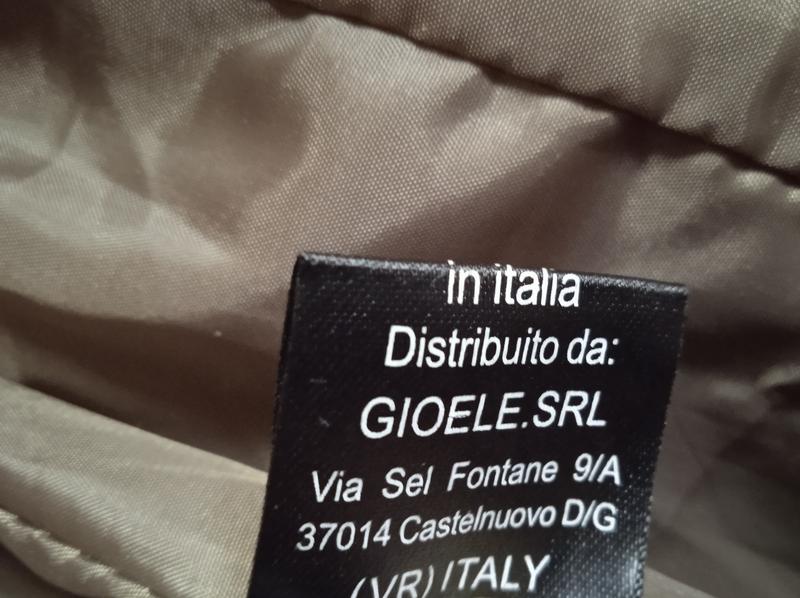 in italia
Distribuito da:
GIOELE.SRL
Via Sel Fontane 9/A
37014 Castelnuovo D/G
(VR) ITALY